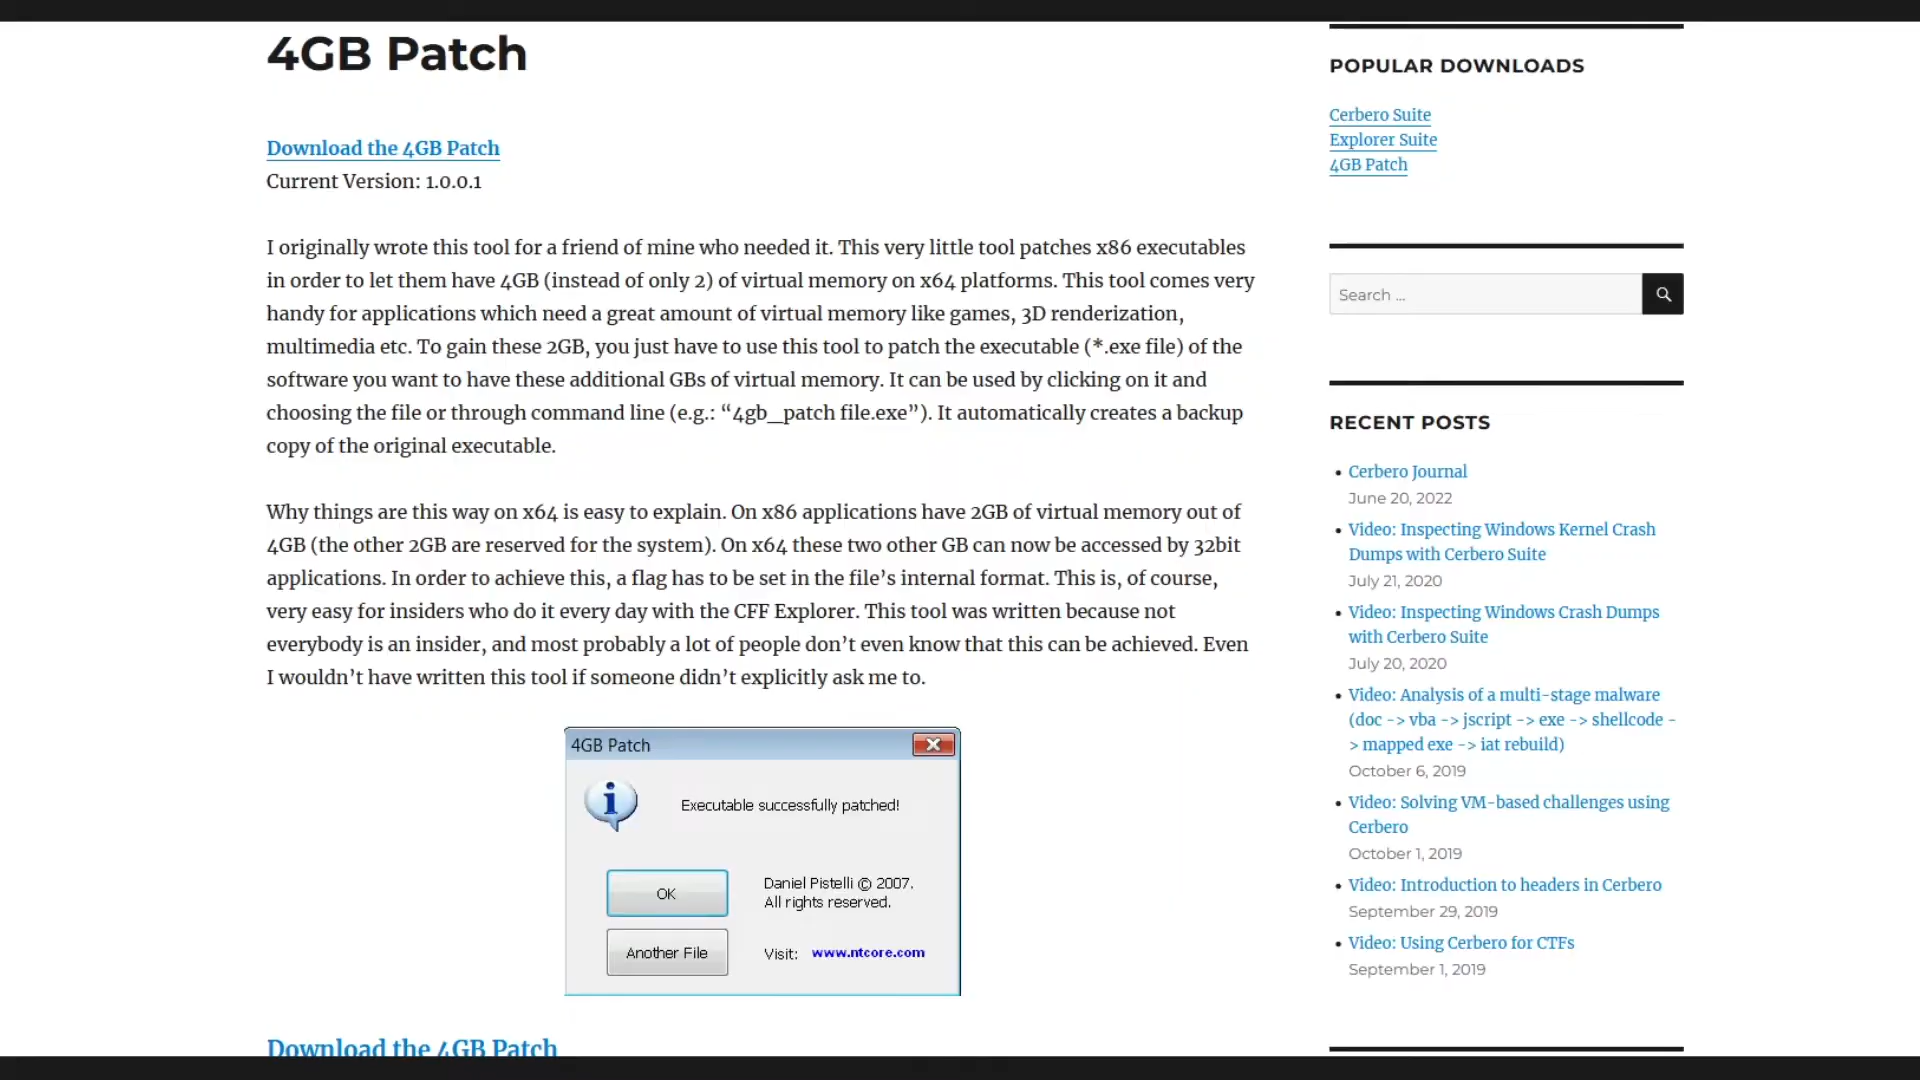 4GB Patch
Download the 4GB Patch
Current Version: 1.0.0.1
I originally wrote this tool for a friend of mine who needed it. This very little tool patches x86 executables
in order to let them have 4GB (instead of only 2) of virtual memory on x64 platforms. This tool comes very
handy for applications which need a great amount of virtual memory like games, 3D renderization,
multimedia etc. To gain these 2GB, you just have to use this tool to patch the executable (*.exe file) of the
software you want to have these additional GBs of virtual memory. It can be used by clicking on it and
choosing the file or through command line (e.g.: “4gb_patch file.exe”). It automatically creates a backup
copy of the original executable.
Why things are this way on x64 is easy to explain. On x86 applications have 2GB of virtual memory out of
4GB (the other 2GB are reserved for the system). On x64 these two other GB can now be accessed by 32bit
applications. In order to achieve this, a flag has to be set in the file’s internal format. This is, of course,
very easy for insiders who do it every day with the CFF Explorer. This tool was written because not
everybody is an insider, and most probably a lot of people don’t even know that this can be achieved. Even
I wouldn’t have written this tool if someone didn’t explicitly ask me to.
4GB Patch
Executable successfully patched!
OK
Daniel Pistelli © 2007.
All rights reserved.
Another File
Visit: www.ntcore.com
Download the 4GB Patch
POPULAR DOWNLOADS
Cerbero Suite
Explorer Suite
4GB Patch
Search ...
RECENT POSTS
Cerbero Journal
June 20, 2022
Video: Inspecting Windows Kernel Crash
Dumps with Cerbero Suite
July 21, 2020
Video: Inspecting Windows Crash Dumps
with Cerbero Suite
July 20, 2020
Video: Analysis of a multi-stage malware
(doc -> vba -> jscript -> exe -> shellcode -
> mapped exe -> iat rebuild)
October 6, 2019
Video: Solving VM-based challenges using
Cerbero
October 1, 2019
Video: Introduction to headers in Cerbero
September 29, 2019
Video: Using Cerbero for CTFs
September 1, 2019